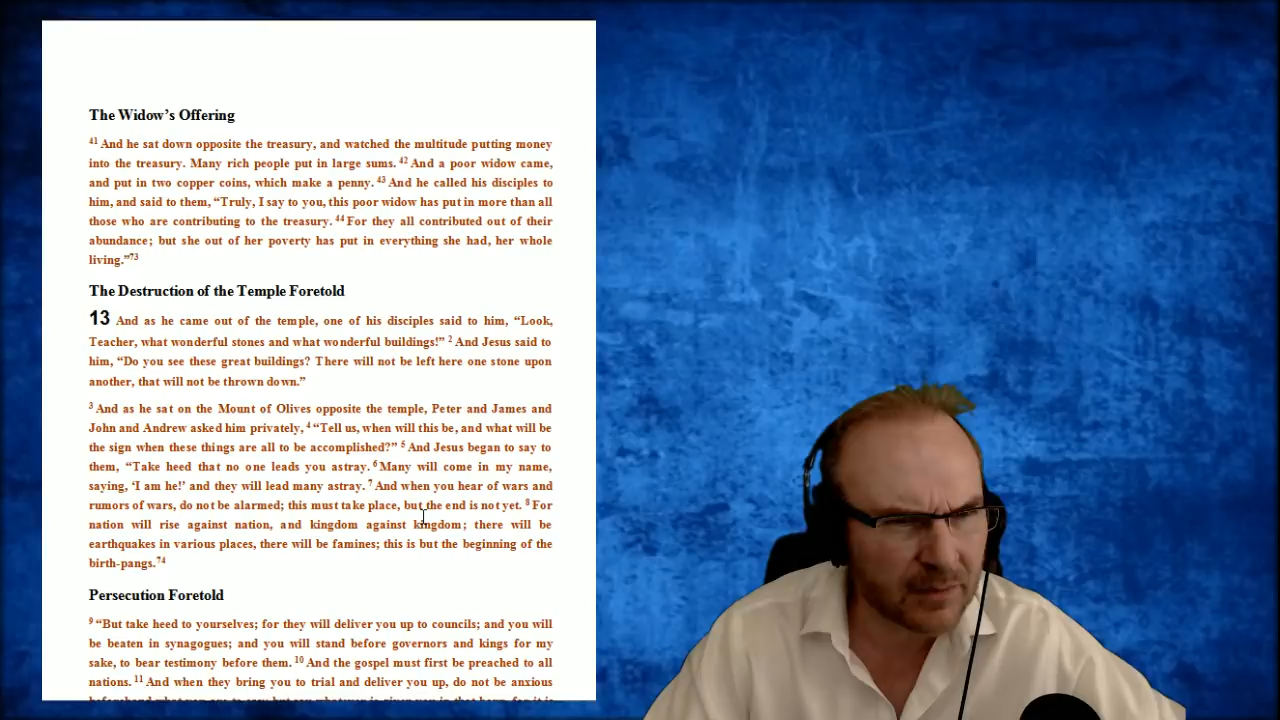 The Widow’s Offering
41 And he sat down opposite the treasury, and watched the multitude putting money
into the treasury. Many rich people put in large sums. 42 And a poor widow came,
and put in two copper coins, which make a penny. 43 And he called his disciples to
him, and said to them, “Truly, I say to you, this poor widow has put in more than all
those who are contributing to the treasury. 44 For they all contributed out of their
abundance; but she out of her poverty has put in everything she had, her whole
living.”73
The Destruction of the Temple Foretold
13 And as he came out of the temple, one of his disciples said to him, “Look,
Teacher, what wonderful stones and what wonderful buildings!” 2 And Jesus said to
him, “Do you see these great buildings? There will not be left here one stone upon
another, that will not be thrown down.”
3 And as he sat on the Mount of Olives opposite the temple, Peter and James and
John and Andrew asked him privately, 4 “Tell us, when will this be, and what will be
the sign when these things are all to be accomplished?” 5 And Jesus began to say to
them, “Take heed that no one leads you astray. 6 Many will come in my name,
saying, ‘I am he!’ and they will lead many astray. 7 And when you hear of wars and
rumors of wars, do not be alarmed; this must take place, but the end is not yet. 8 For
nation will rise against nation, and kingdom against kingdom; there will be
earthquakes in various places, there will be famines; this is but the beginning of the
birth-pangs.74
Persecution Foretold
9 “But take heed to yourselves; for they will deliver you up to councils; and you will
be beaten in synagogues; and you will stand before governors and kings for my
sake, to bear testimony before them. 10 And the gospel must first be preached to all
nations. 11 And when they bring you to trial and deliver you up, do not be anxious